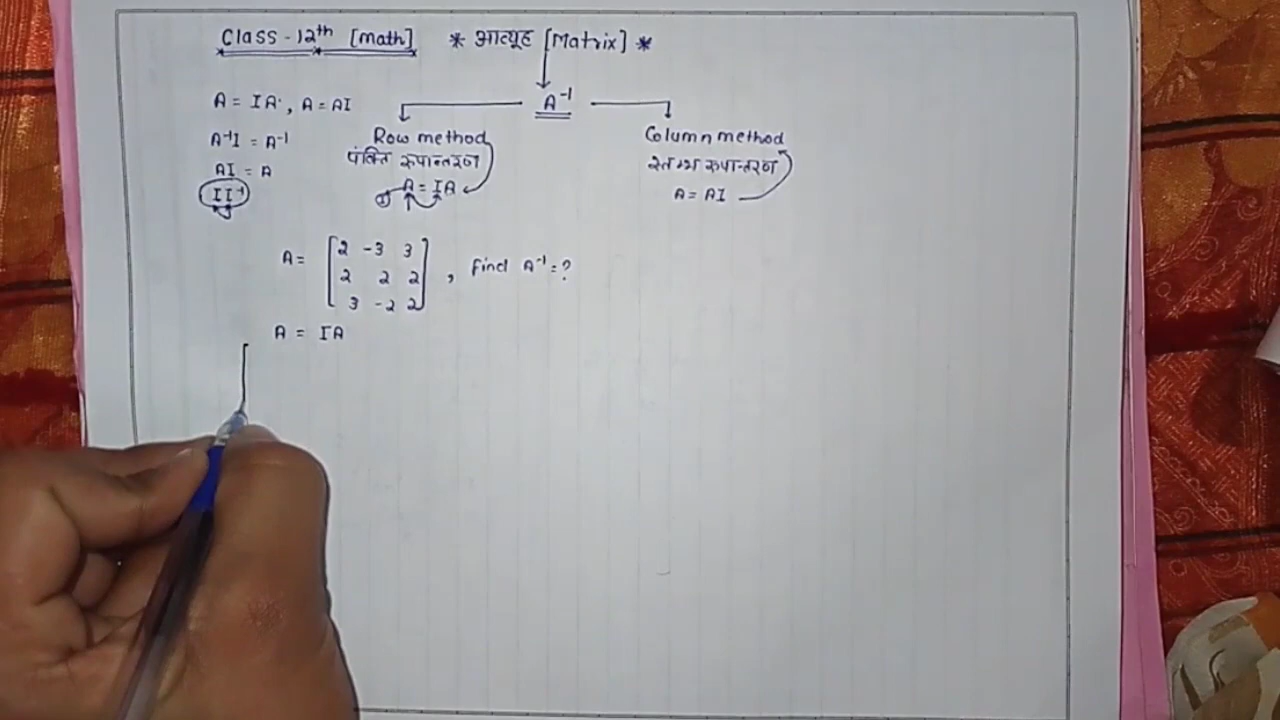 Class-12th [math] * आव्यूह [Matrix] *
A = IA, A = AI
A⁻¹
A⁻¹I = A⁻¹
Row method
Column method
पंक्ति रुपान्तरण
स्तम्भ रुपान्तरण
AI = A
A = IA
A = AI
II⁻¹
A = [2 -3 3
2 2 2
3 -2 2], find A⁻¹ = ?
A = IA